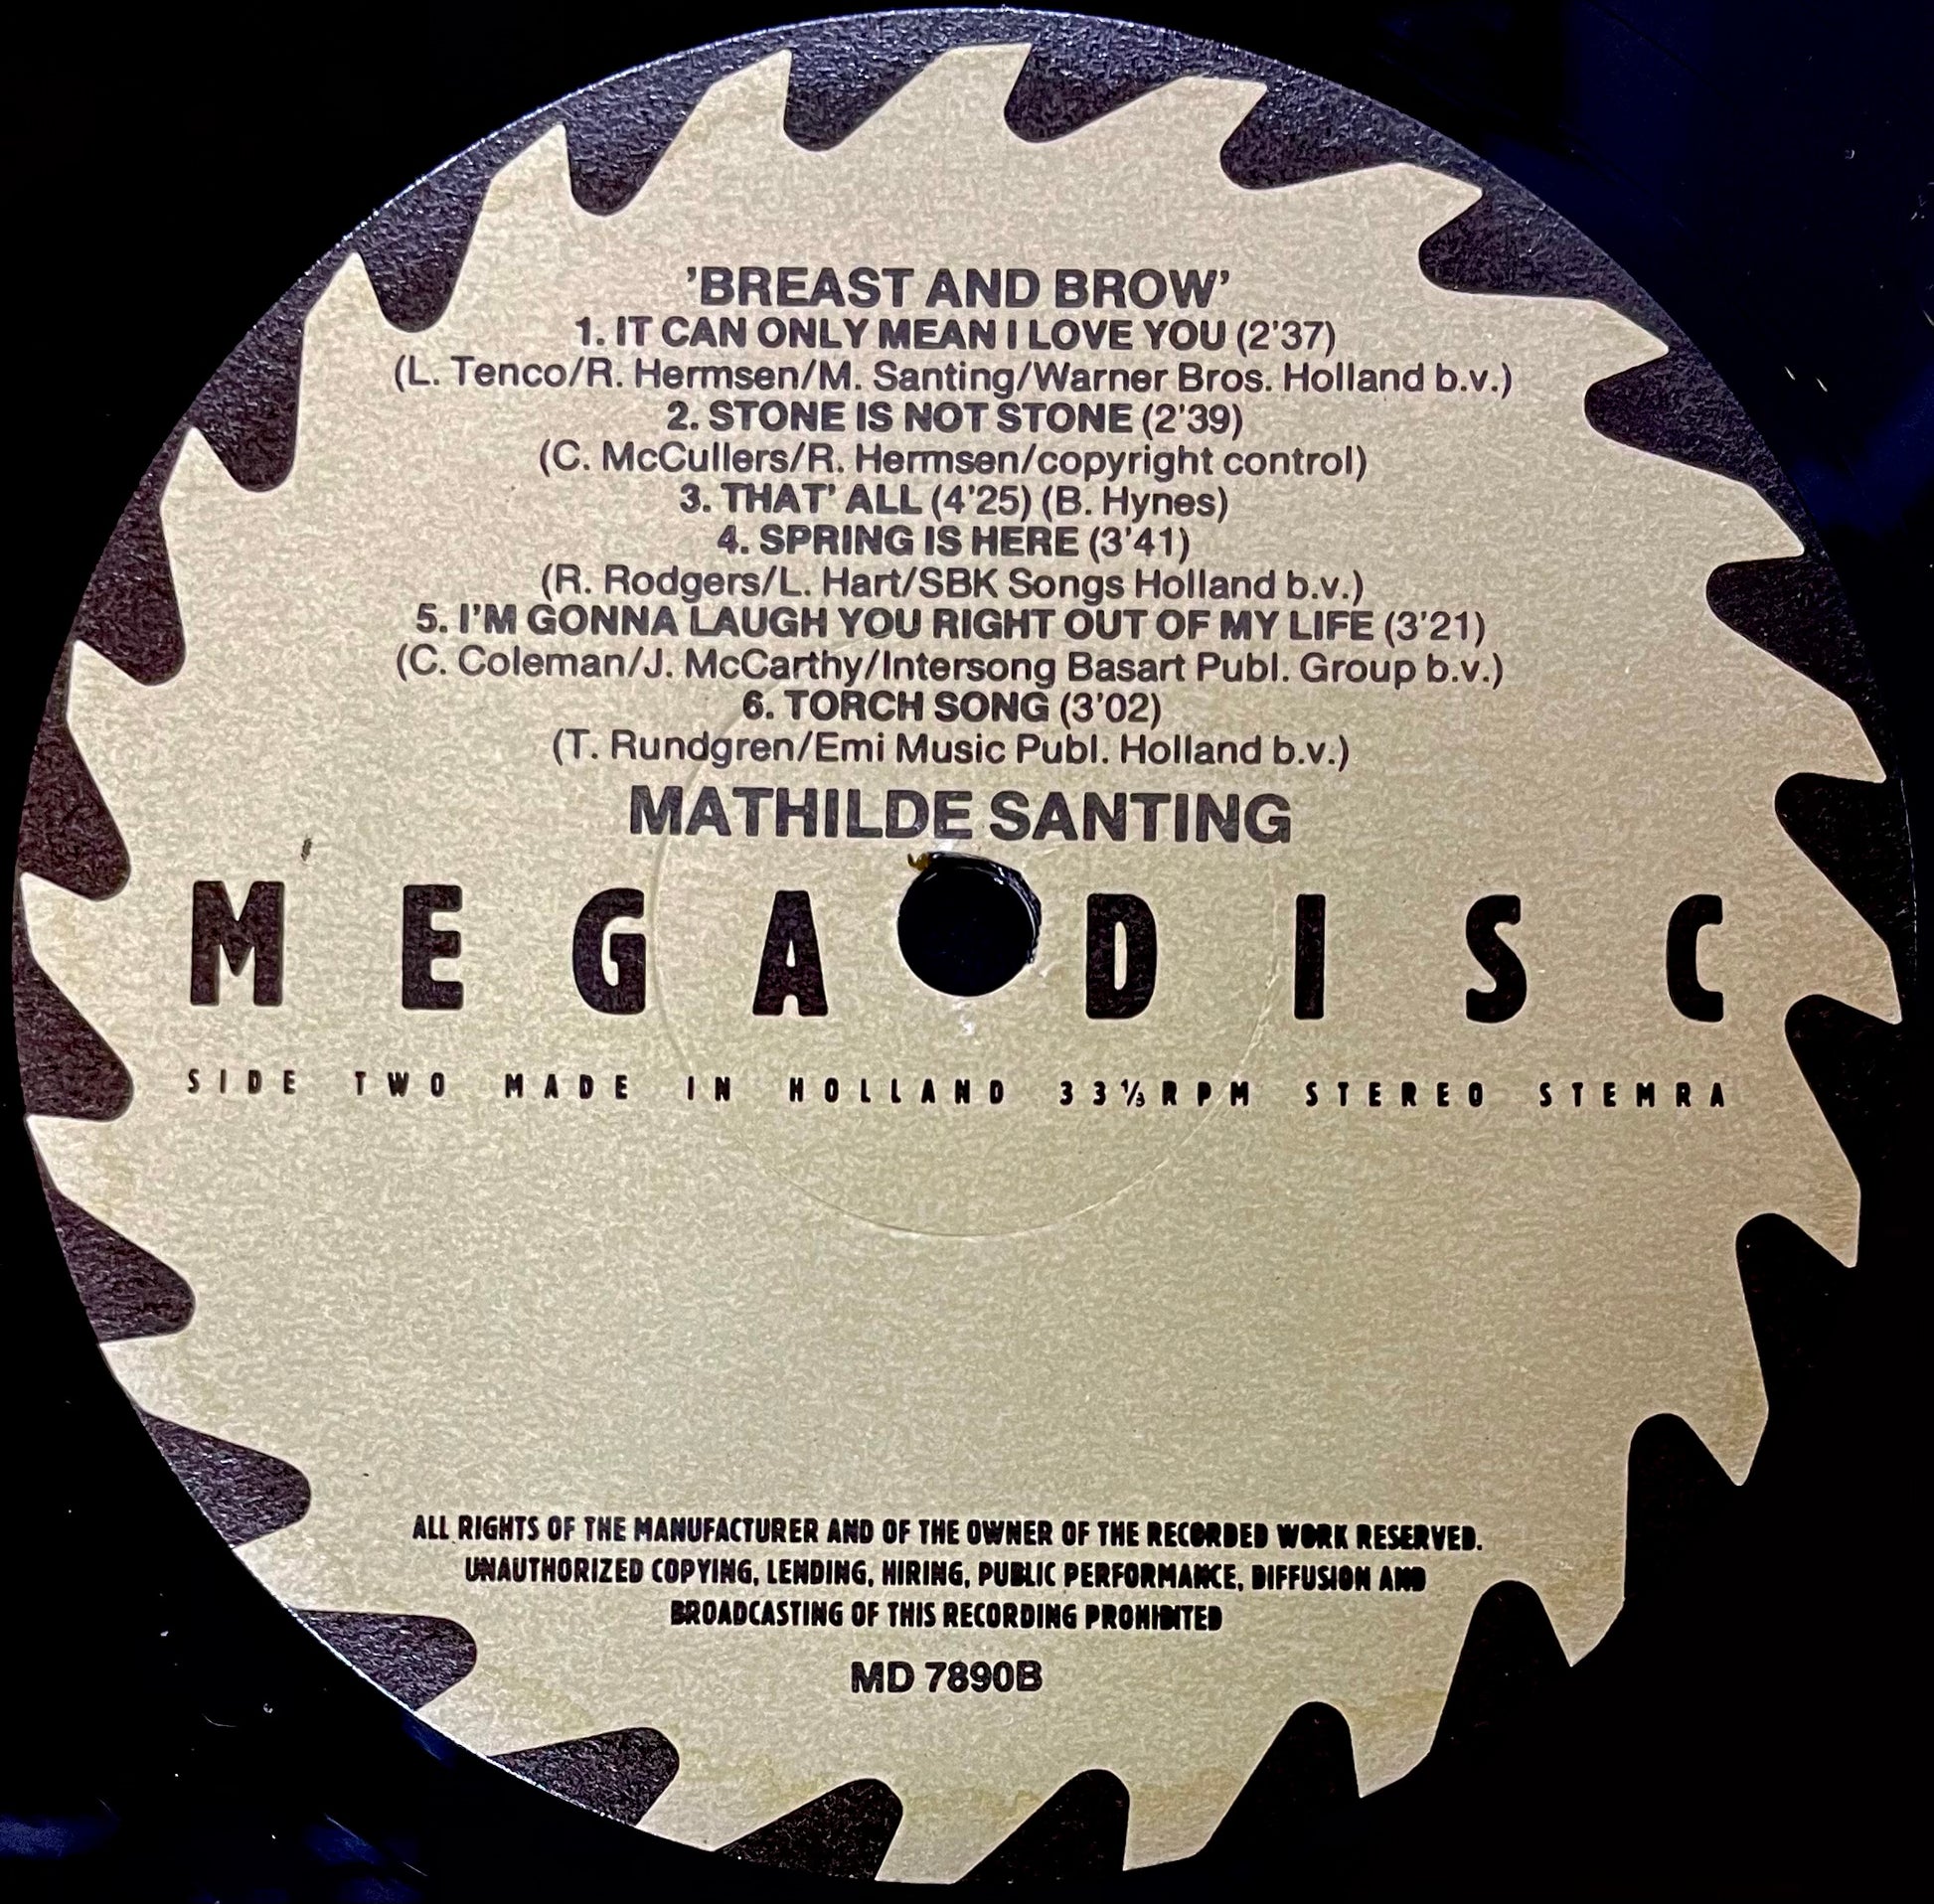 'BREAST AND BROW'
1. IT CAN ONLY MEAN I LOVE YOU (2'37)
(L. Tenco/R. Hermsen/M. Santing/Warner Bros. Holland b.v.)
2. STONE IS NOT STONE (2'39)
(C. McCullers/R. Hermsen/copyright control)
3. THAT' ALL (4'25) (B. Hynes)
4. SPRING IS HERE (3'41)
(R. Rodgers/L. Hart/SBK Songs Holland b.v.)
5. I'M GONNA LAUGH YOU RIGHT OUT OF MY LIFE (3'21)
(C. Coleman/J. McCarthy/Intersong Basart Publ. Group b.v.)
6. TORCH SONG (3'02)
(T. Rundgren/Emi Music Publ. Holland b.v.)
MATHILDE SANTING
MEGADISC
SIDE TWO MADE IN HOLLAND 33⅓RPM STEREO STEMRA
ALL RIGHTS OF THE MANUFACTURER AND OF THE OWNER OF THE RECORDED WORK RESERVED.
UNAUTHORIZED COPYING, LENDING, HIRING, PUBLIC PERFORMANCE, DIFFUSION AND
BROADCASTING OF THIS RECORDING PROHIBITED
MD 7890B